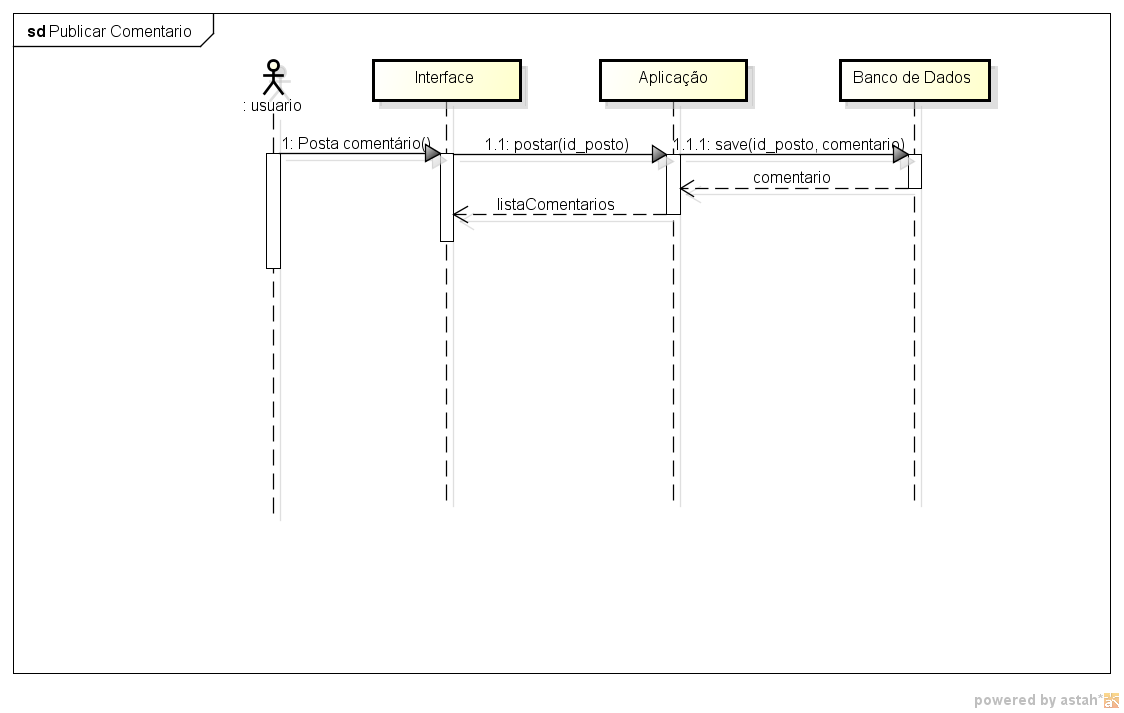 sd Publicar Comentario
Interface
Aplicação
Banco de Dados
: usuario
1: Posta comentário()
1.1: postar(id_posto)
1.1.1: save(id_posto, comentario)
comentario
listaComentarios
powered by astah*